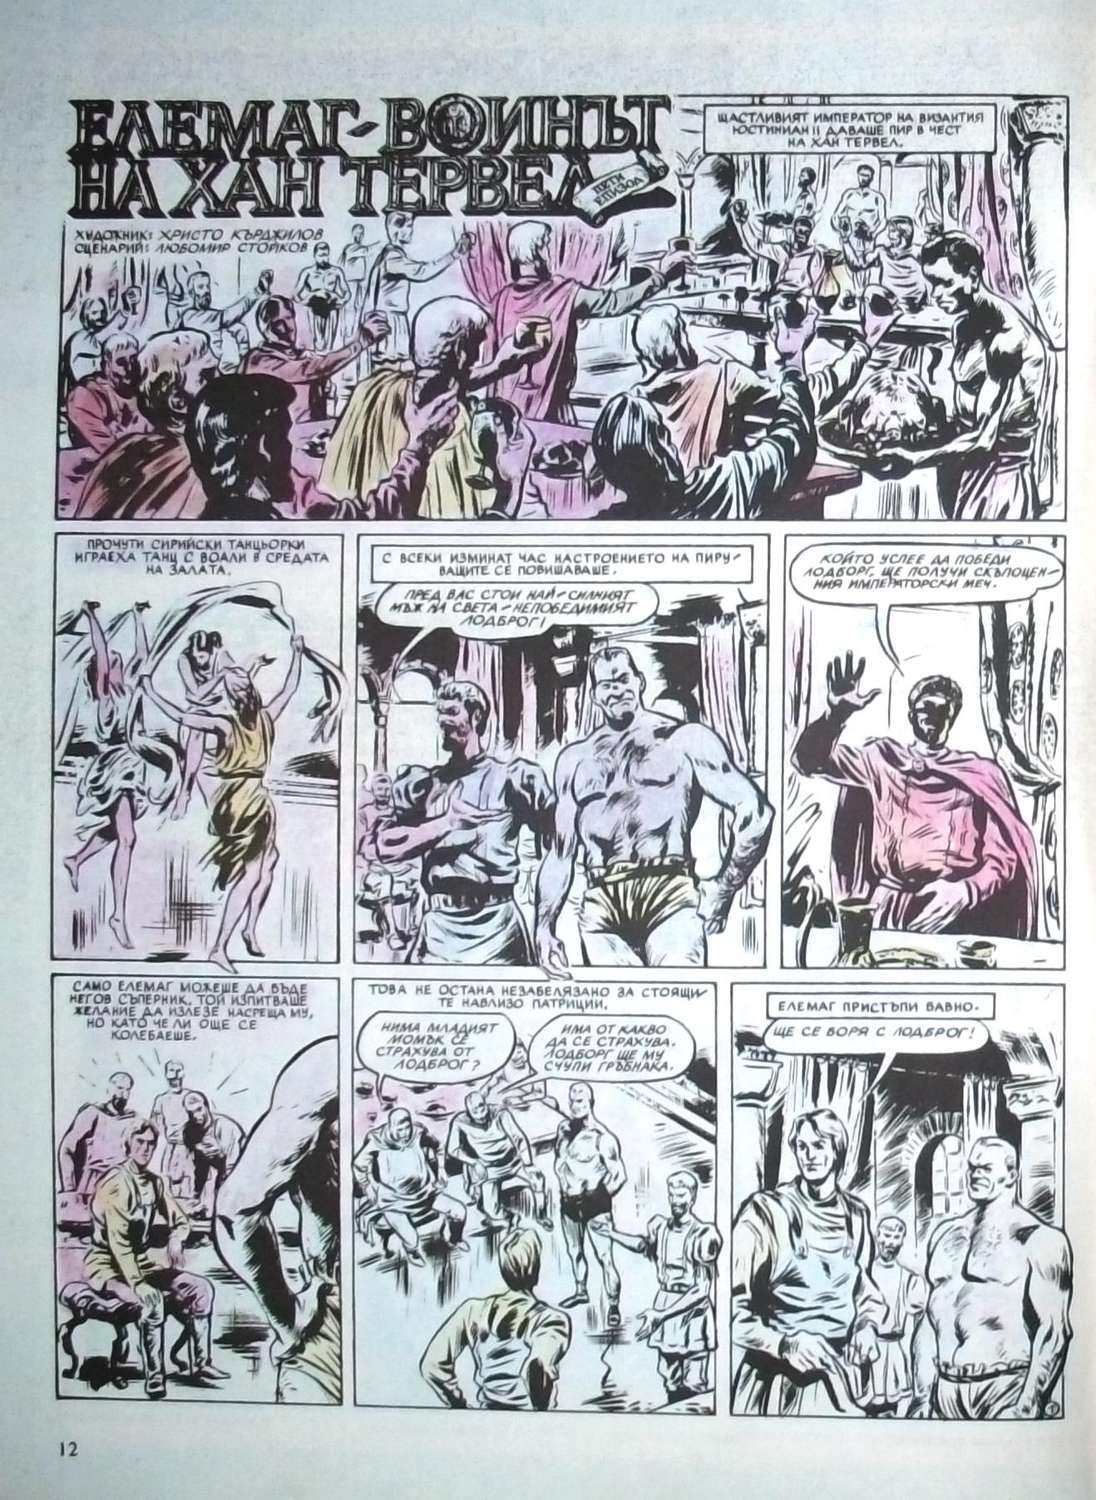 ЕЛЕМАГ-ВОИНЪТ
НА ХАН ТЕРВЕЛ
ПЕТИ
ЕПИЗОД
ХУДОЖНИК: ХРИСТО КЪРДЖИЛОВ
СЦЕНАРИЙ: ЛЮБОМИР СТОЙКОВ
ЩАСТЛИВИЯТ ИМПЕРАТОР НА ВИЗАНТИЯ
ЮСТИНИАН II ДАВАШЕ ПИР В ЧЕСТ
НА ХАН ТЕРВЕЛ.
ПРОЧУТИ СИРИЙСКИ ТАНЦЬОРКИ
ИГРАЕХА ТАНЦ С ВОАЛИ В СРЕДАТА
НА ЗАЛАТА.
С ВСЕКИ ИЗМИНАТ ЧАС НАСТРОЕНИЕТО НА ПИРУ-
ВАЩИТЕ СЕ ПОВИШАВАШЕ.
ПРЕД ВАС СТОИ НАЙ-СИЛНИЯТ
МЪЖ НА СВЕТА-НЕПОБЕДИМИЯТ
ЛОДБРОГ!
КОЙТО УСПЕЕ ДА ПОБЕДИ
ЛОДБОРГ, ЩЕ ПОЛУЧИ СКЪПОЦЕН-
НИЯ ИМПЕРАТОРСКИ МЕЧ.
САМО ЕЛЕМАГ МОЖЕШЕ ДА БЪДЕ
НЕГОВ СЪПЕРНИК. ТОЙ ИЗПИТВАШЕ
ЖЕЛАНИЕ ДА ИЗЛЕЗЕ НАСРЕЩА МУ,
НО КАТО ЧЕ ЛИ ОЩЕ СЕ
КОЛЕБАЕШЕ.
ТОВА НЕ ОСТАНА НЕЗАБЕЛЯЗАНО ЗА СТОЯЩИ-
ТЕ НАБЛИЗО ПАТРИЦИИ.
НИМА МЛАДИЯТ
МОМЪК СЕ
СТРАХУВА ОТ
ЛОДБРОГ?
ИМА ОТ КАКВО
ДА СЕ СТРАХУВА.
ЛОДБОРГ ЩЕ МУ
СЧУПИ ГРЪБНАКА.
ЕЛЕМАГ ПРИСТЪПИ БАВНО.
ЩЕ СЕ БОРЯ С ЛОДБРОГ!
1
12